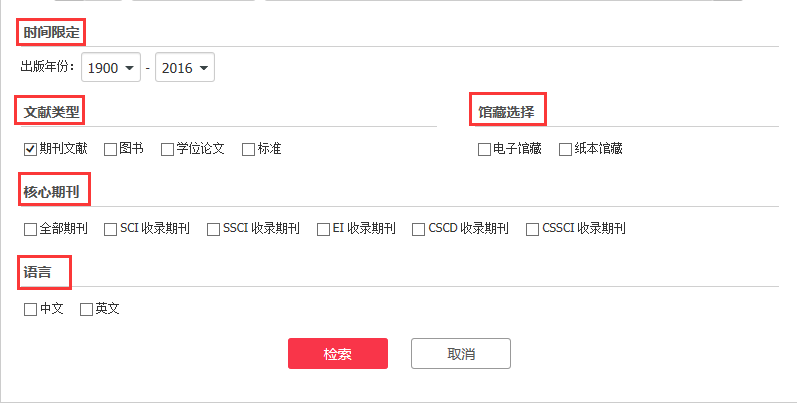 时间限定
出版年份: 1900 - 2016
文献类型 馆藏选择
期刊文献 图书 学位论文 标准 电子馆藏 纸本馆藏
核心期刊
全部期刊 SCI 收录期刊 SSCI 收录期刊 EI 收录期刊 CSCD 收录期刊 CSSCI 收录期刊
语言
中文 英文
检索 取消